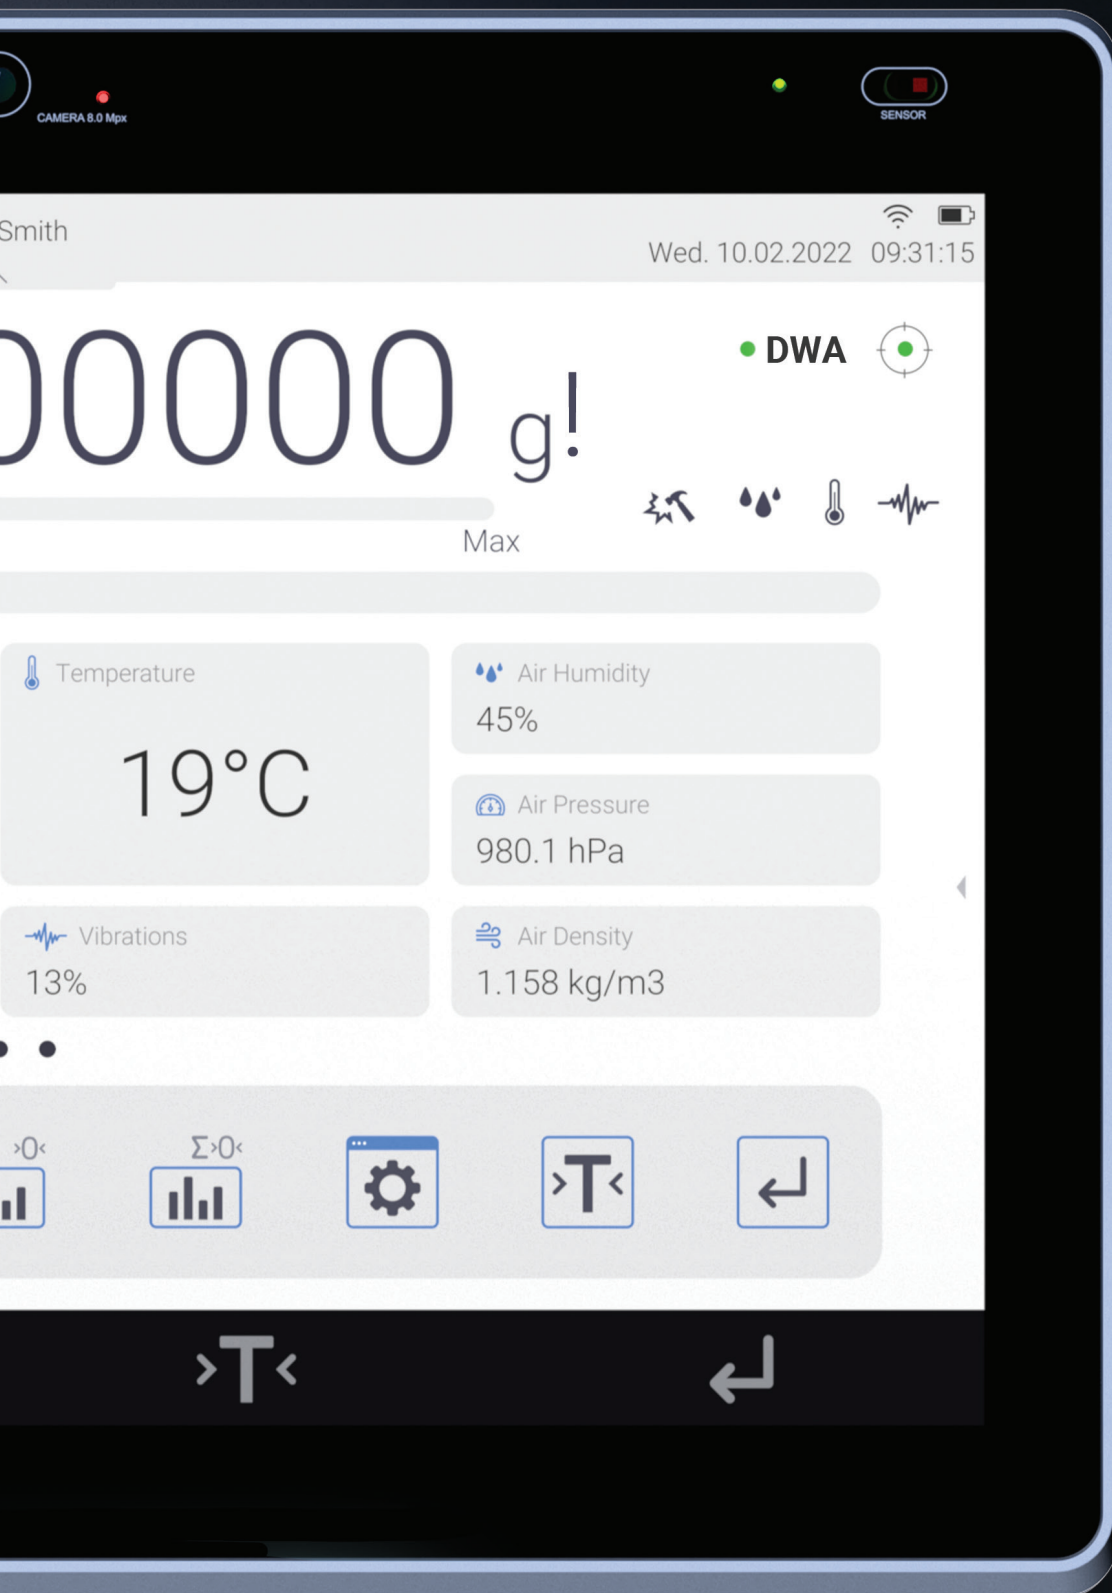 CAMERA 8.0 Mpx
SENSOR
Smith
Wed. 10.02.2022 09:31:15
00000 g!
DWA
Max
Temperature
19°C
Air Humidity
45%
Air Pressure
980.1 hPa
Vibrations
13%
Air Density
1.158 kg/m3
>0<
Σ>0<
>T<
>T<